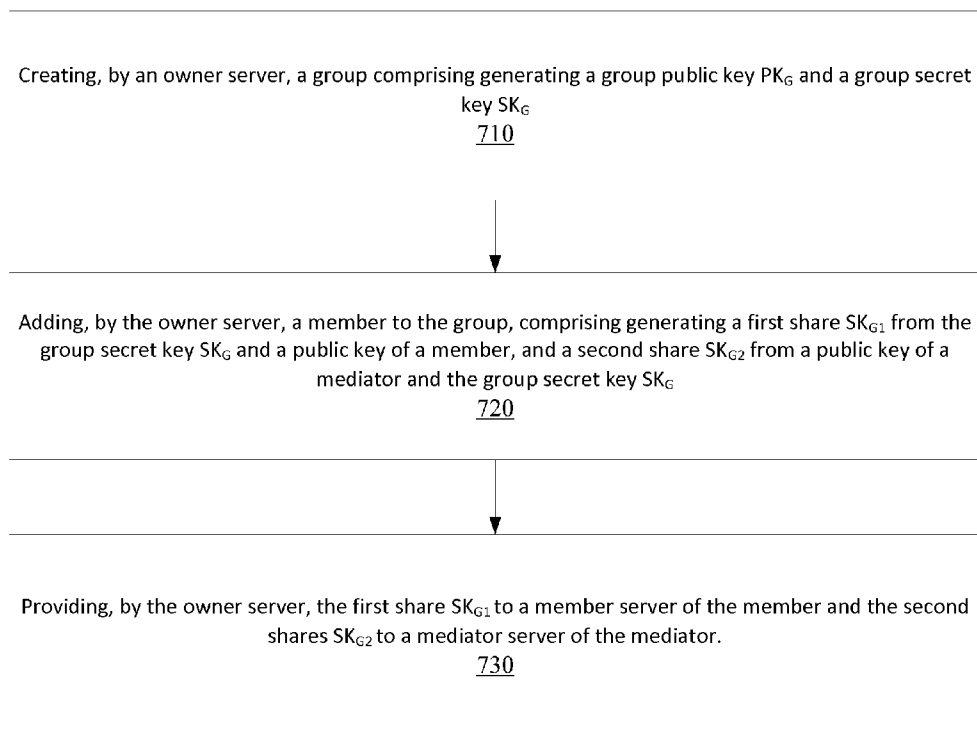 Creating, by an owner server, a group comprising generating a group public key PKG and a group secret
key SKG
710
Adding, by the owner server, a member to the group, comprising generating a first share SKG1 from the
group secret key SKG and a public key of a member, and a second share SKG2 from a public key of a
mediator and the group secret key SKG
720
Providing, by the owner server, the first share SKG1 to a member server of the member and the second
shares SKG2 to a mediator server of the mediator.
730